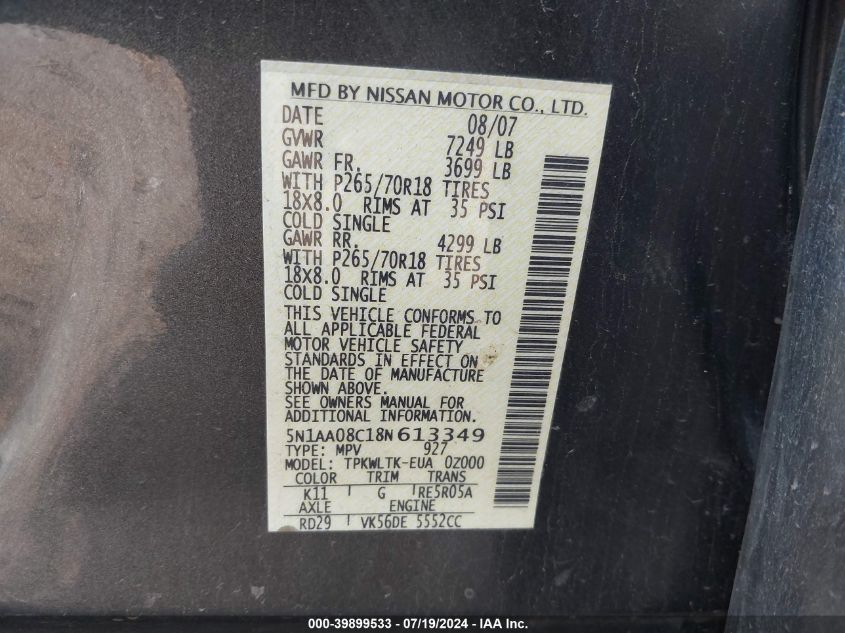 MFD BY NISSAN MOTOR CO., LTD.
DATE 08/07
GVWR 7249 LB
GAWR FR. 3699 LB
WITH P265/70R18 TIRES
18X8.0 RIMS AT 35 PSI
COLD SINGLE
GAWR RR. 4299 LB
WITH P265/70R18 TIRES
18X8.0 RIMS AT 35 PSI
COLD SINGLE
THIS VEHICLE CONFORMS TO
ALL APPLICABLE FEDERAL
MOTOR VEHICLE SAFETY
STANDARDS IN EFFECT ON
THE DATE OF MANUFACTURE
SHOWN ABOVE.
SEE OWNERS MANUAL FOR
ADDITIONAL INFORMATION.
5N1AA08C18N613349
TYPE: MPV 927
MODEL: TPKWLTK-EUA 0Z000
COLOR TRIM TRANS
K11 G RE5R05A
AXLE ENGINE
RD29 VK56DE 5552CC
000-39899533 - 07/19/2024 - IAA Inc.